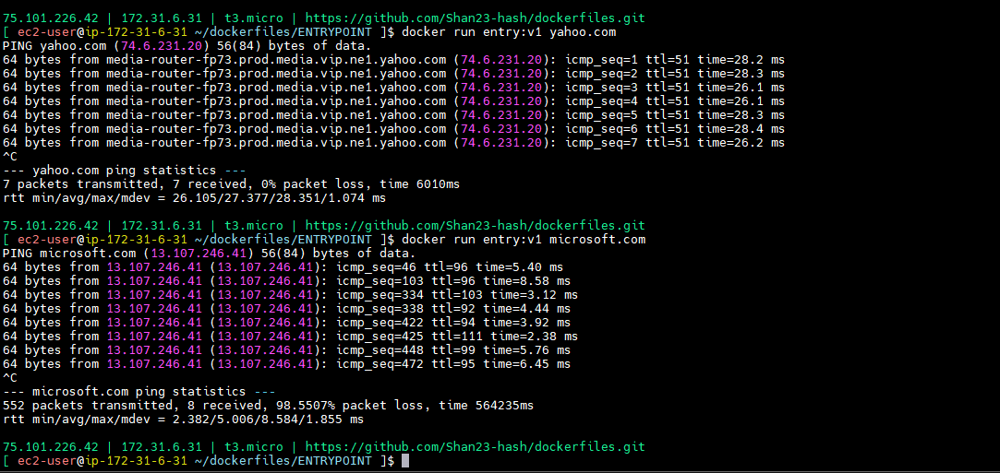 75.101.226.42 | 172.31.6.31 | t3.micro | https://github.com/Shan23-hash/dockerfiles.git
[ ec2-user@ip-172-31-6-31 ~/dockerfiles/ENTRYPOINT ]$ docker run entry:v1 yahoo.com
PING yahoo.com (74.6.231.20) 56(84) bytes of data.
64 bytes from media-router-fp73.prod.media.vip.ne1.yahoo.com (74.6.231.20): icmp_seq=1 ttl=51 time=28.2 ms
64 bytes from media-router-fp73.prod.media.vip.ne1.yahoo.com (74.6.231.20): icmp_seq=2 ttl=51 time=28.3 ms
64 bytes from media-router-fp73.prod.media.vip.ne1.yahoo.com (74.6.231.20): icmp_seq=3 ttl=51 time=26.1 ms
64 bytes from media-router-fp73.prod.media.vip.ne1.yahoo.com (74.6.231.20): icmp_seq=4 ttl=51 time=26.1 ms
64 bytes from media-router-fp73.prod.media.vip.ne1.yahoo.com (74.6.231.20): icmp_seq=5 ttl=51 time=28.3 ms
64 bytes from media-router-fp73.prod.media.vip.ne1.yahoo.com (74.6.231.20): icmp_seq=6 ttl=51 time=28.4 ms
64 bytes from media-router-fp73.prod.media.vip.ne1.yahoo.com (74.6.231.20): icmp_seq=7 ttl=51 time=26.2 ms
^C
--- yahoo.com ping statistics ---
7 packets transmitted, 7 received, 0% packet loss, time 6010ms
rtt min/avg/max/mdev = 26.105/27.377/28.351/1.074 ms
75.101.226.42 | 172.31.6.31 | t3.micro | https://github.com/Shan23-hash/dockerfiles.git
[ ec2-user@ip-172-31-6-31 ~/dockerfiles/ENTRYPOINT ]$ docker run entry:v1 microsoft.com
PING microsoft.com (13.107.246.41) 56(84) bytes of data.
64 bytes from 13.107.246.41 (13.107.246.41): icmp_seq=46 ttl=96 time=5.40 ms
64 bytes from 13.107.246.41 (13.107.246.41): icmp_seq=103 ttl=96 time=8.58 ms
64 bytes from 13.107.246.41 (13.107.246.41): icmp_seq=334 ttl=103 time=3.12 ms
64 bytes from 13.107.246.41 (13.107.246.41): icmp_seq=338 ttl=92 time=4.44 ms
64 bytes from 13.107.246.41 (13.107.246.41): icmp_seq=422 ttl=94 time=3.92 ms
64 bytes from 13.107.246.41 (13.107.246.41): icmp_seq=425 ttl=111 time=2.38 ms
64 bytes from 13.107.246.41 (13.107.246.41): icmp_seq=448 ttl=99 time=5.76 ms
64 bytes from 13.107.246.41 (13.107.246.41): icmp_seq=472 ttl=95 time=6.45 ms
^C
--- microsoft.com ping statistics ---
552 packets transmitted, 8 received, 98.5507% packet loss, time 564235ms
rtt min/avg/max/mdev = 2.382/5.006/8.584/1.855 ms
75.101.226.42 | 172.31.6.31 | t3.micro | https://github.com/Shan23-hash/dockerfiles.git
[ ec2-user@ip-172-31-6-31 ~/dockerfiles/ENTRYPOINT ]$